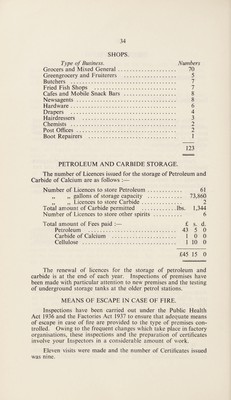 34
SHOPS.
Type of Business. Numbers
Grocers and Mixed General .................. 70
Greengrocery and Fruiterers ................ 5
Butchers .................. 7
Fried Fish Shops .................. 7
Cafes and Mobile Snack Bars ................ 8
Newsagents .................. 8
Hardware .................. 6
Drapers .................. 4
Hairdressers .................. 3
Chemists .................. 2
Post Offices .................. 2
Boot Repairers .................. 1
123
PETROLEUM AND CARBIDE STORAGE.
The number of Licences issued for the storage of Petroleum and
Carbide of Calcium are as follows :—
Number of Licences to store Petroleum .......... 61
„ „ gallons of storage capacity .......... 73,860
„ „ Licences to store Carbide .......... 2
Total amount of Carbide permitted .......... lbs. 1,344
Number of Licences to store other spirits .......... 6
Total amount of Fees paid :— £ s. d.
Petroleum .................. 43 5 0
Carbide of Calcium .................. 1 0 0
Cellulose .................. 1 10 0
£45 15 0
The renewal of licences for the storage of petroleum and
carbide is at the end of each year. Inspections of premises have
been made with particular attention to new premises and the testing
of underground storage tanks at the older petrol stations.
MEANS OF ESCAPE IN CASE OF FIRE.
Inspections have been carried out under the Public Health
Act 1936 and the Factories Act 1937 to ensure that adequate means
of escape in case of fire are provided to the type of premises con-
trolled. Owing to the frequent changes which take place in factory
organisations, these inspections and the preparation of certificates
involve your Inspectors in a considerable amount of work.
Eleven visits were made and the number of Certificates issued
was nine.